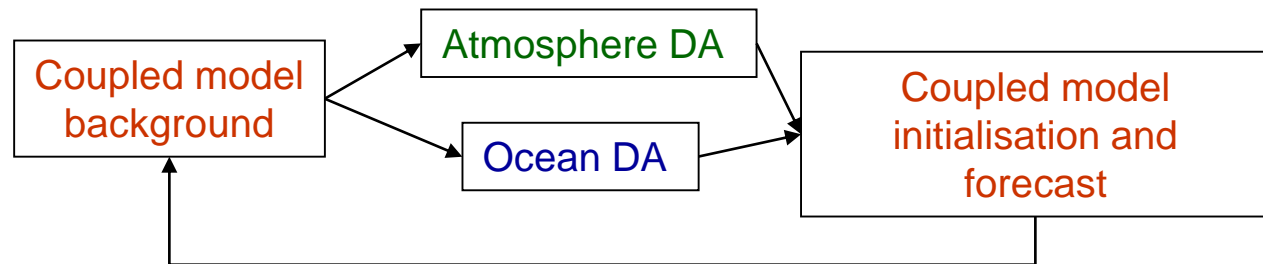 Coupled model
background
Atmosphere DA
Ocean DA
Coupled model
initialisation and
forecast